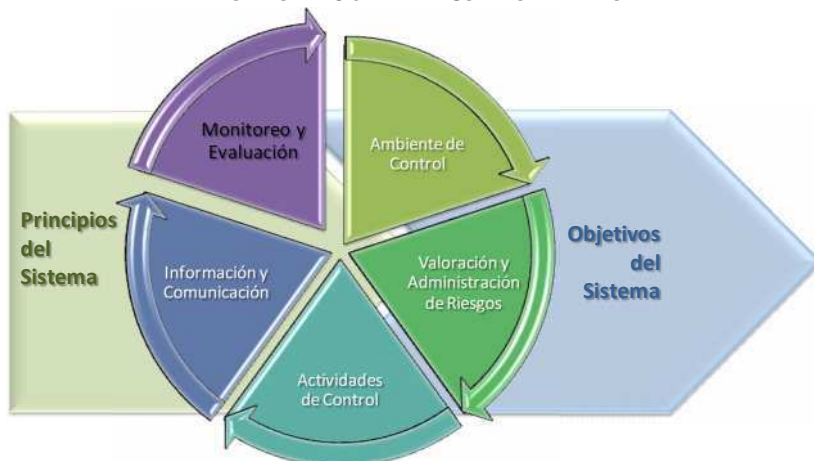 Monitoreo y
Evaluación
Ambiente de
Control
Principios
del
Sistema
Información y
Comunicación
Valoración y
Administración
de Riesgos
Objetivos
del
Sistema
Actividades
de Control